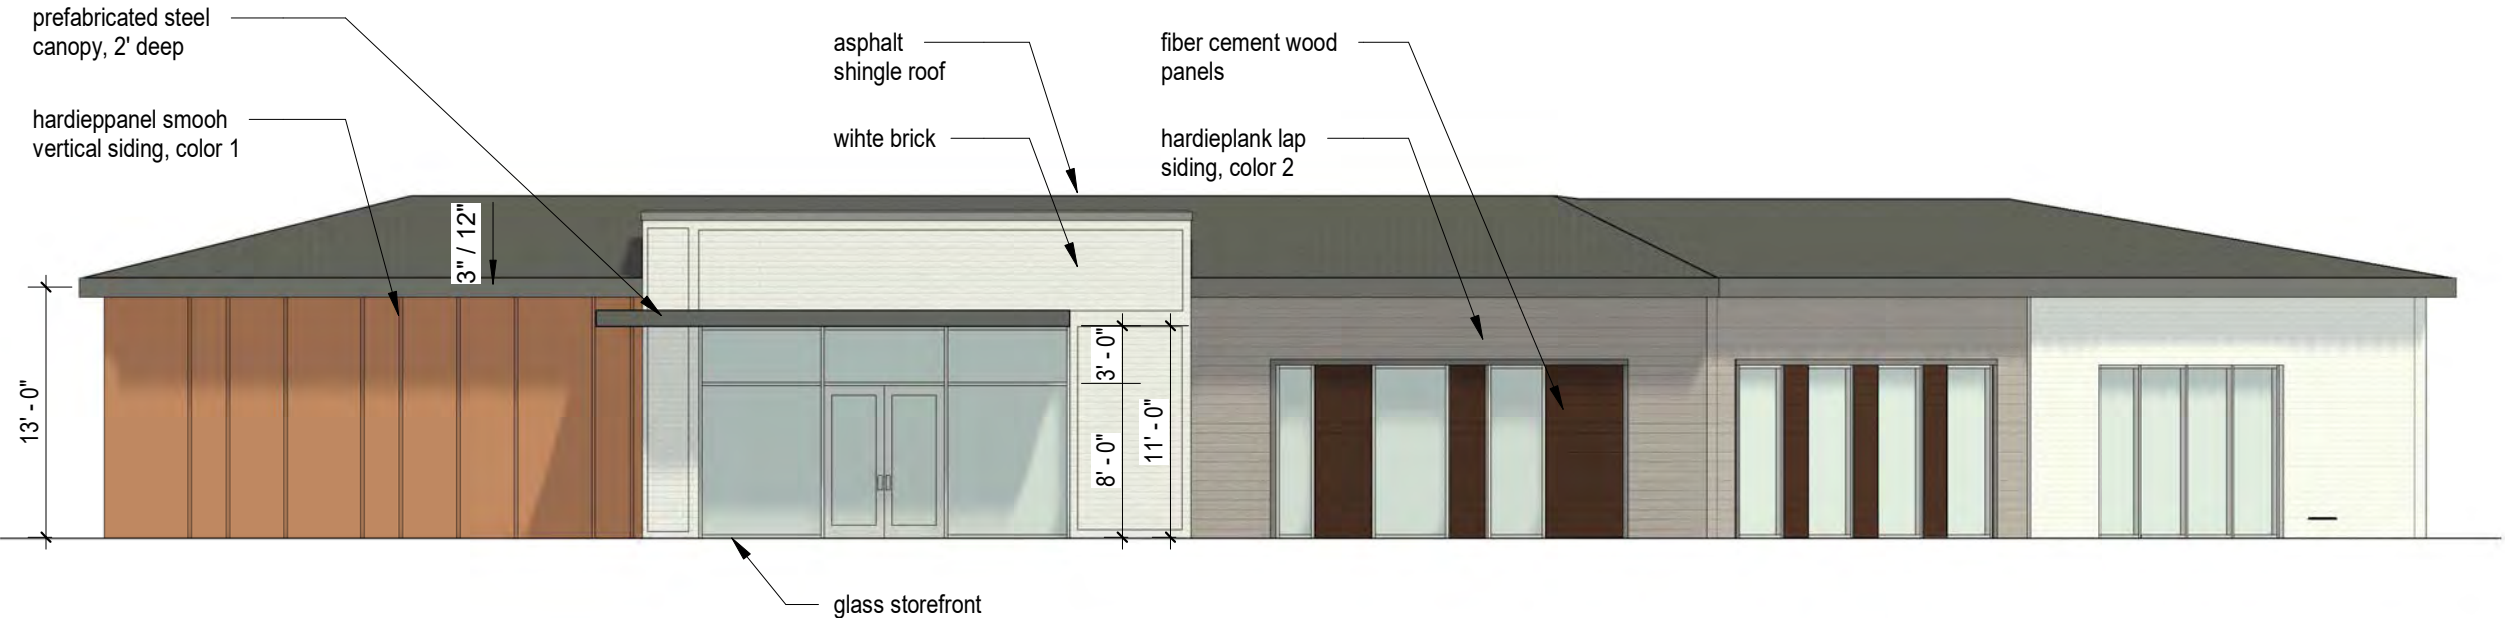 prefabricated steel
canopy, 2' deep
asphalt
shingle roof
fiber cement wood
panels
hardieppanel smooh
vertical siding, color 1
wihte brick
hardieplank lap
siding, color 2
3" / 12"
13' - 0"
3' - 0"
8' - 0"
11' - 0"
glass storefront